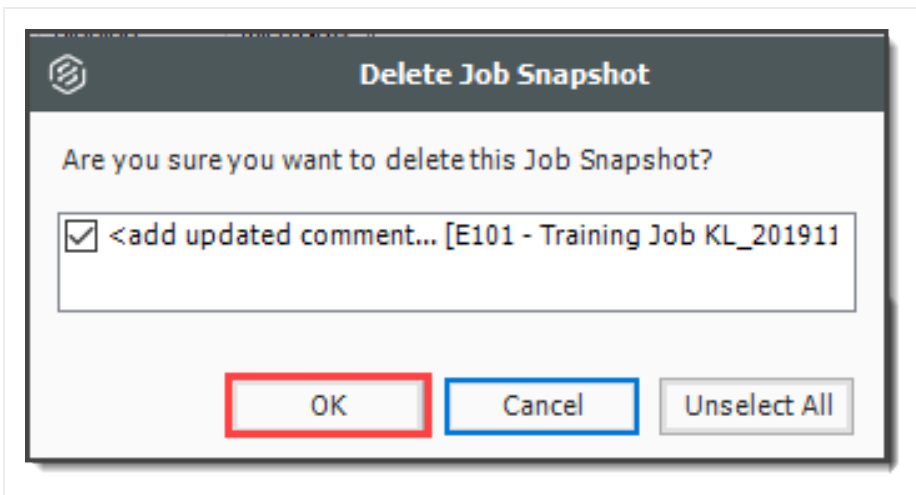 Delete Job Snapshot
Are you sure you want to delete this Job Snapshot?
<add updated comment... [E101 - Training Job KL_201911
OK
Cancel
Unselect All